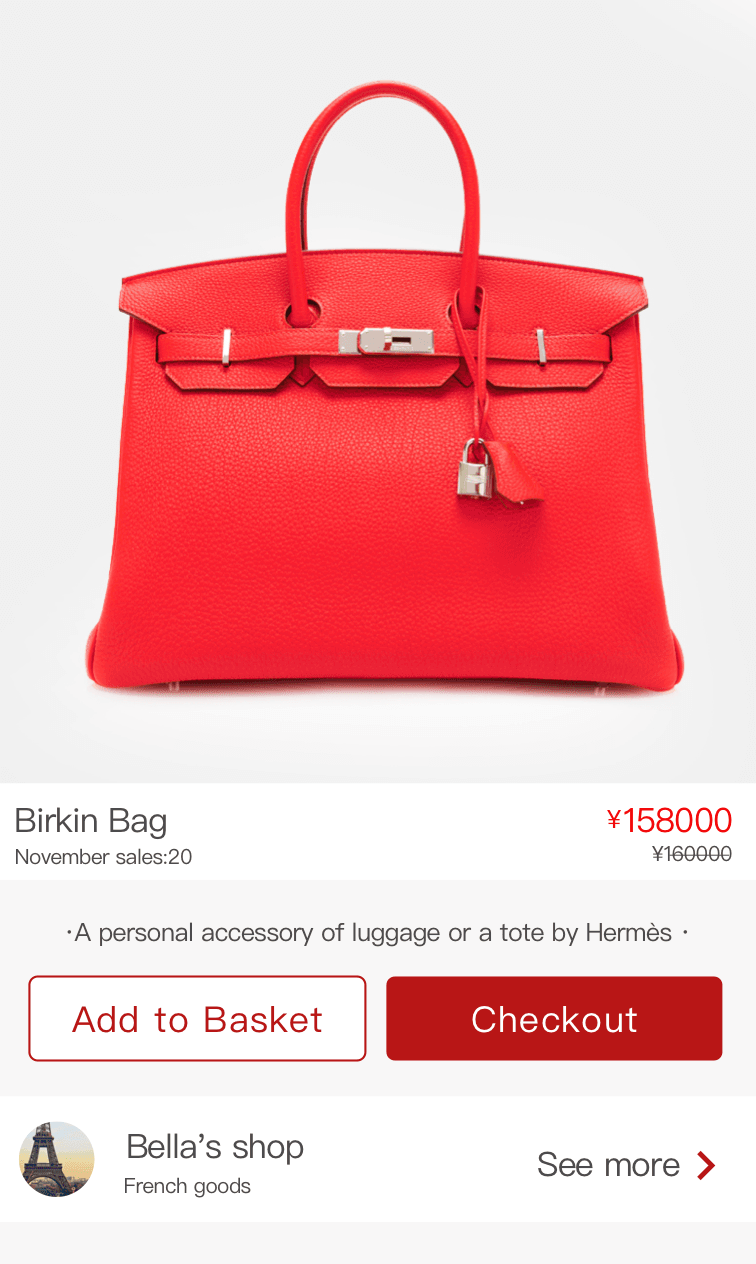 Birkin Bag
¥158000
November sales:20
¥160000
·A personal accessory of luggage or a tote by Hermès ·
Add to Basket
Checkout
Bella’s shop
See more
French goods